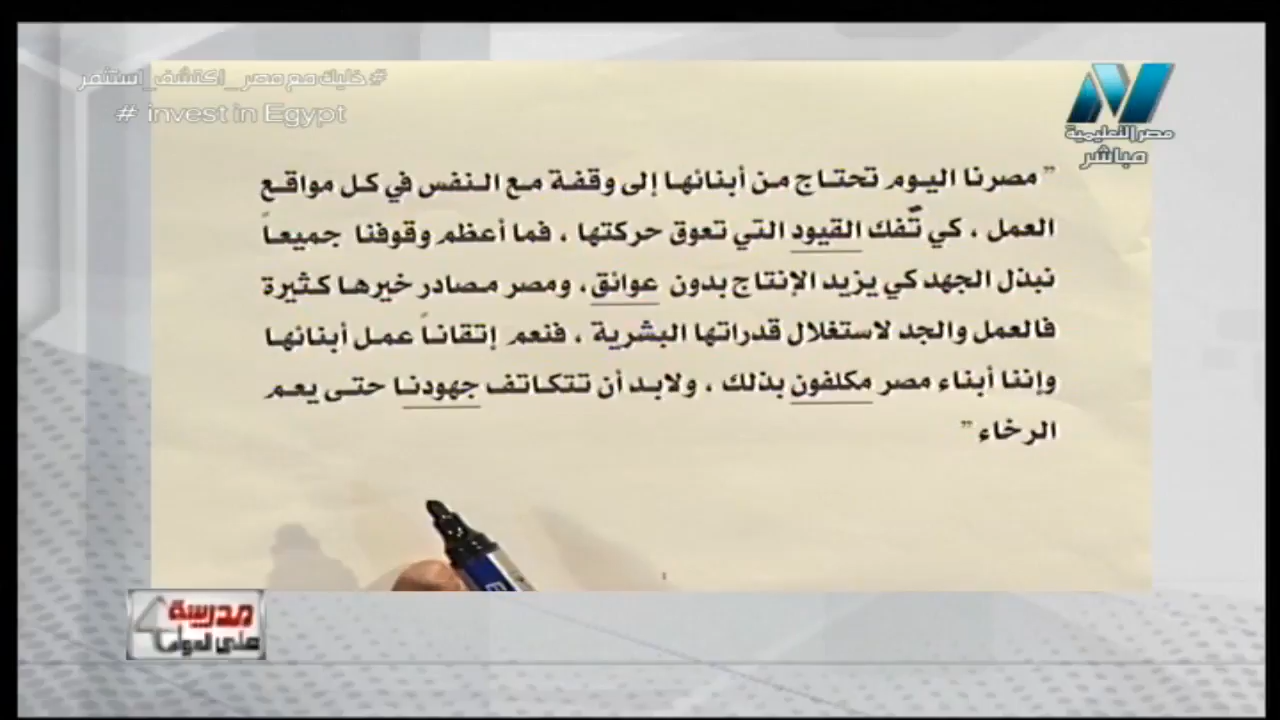 #خليك_مع_مصر_اكتشف_استثمر
# invest in Egypt
مصر التعليمية
مباشر
” مصرنا اليوم تحتاج من أبنائها إلى وقفة مع النفس في كل مواقع
العمل ، كي تُفك القيود التي تعوق حركتها ، فما أعظم وقوفنا جميعاً
نبذل الجهد كي يزيد الإنتاج بدون عوائق، ومصر مصادر خيرها كثيرة
فالعمل والجد لاستغلال قدراتها البشرية ، فنعم إتقاناً عمل أبنائها
وإننا أبناء مصر مكلفون بذلك ، ولابد أن تتكاتف جهودنا حتى يعم
الرخاء ”
مدرسة
على الهواء